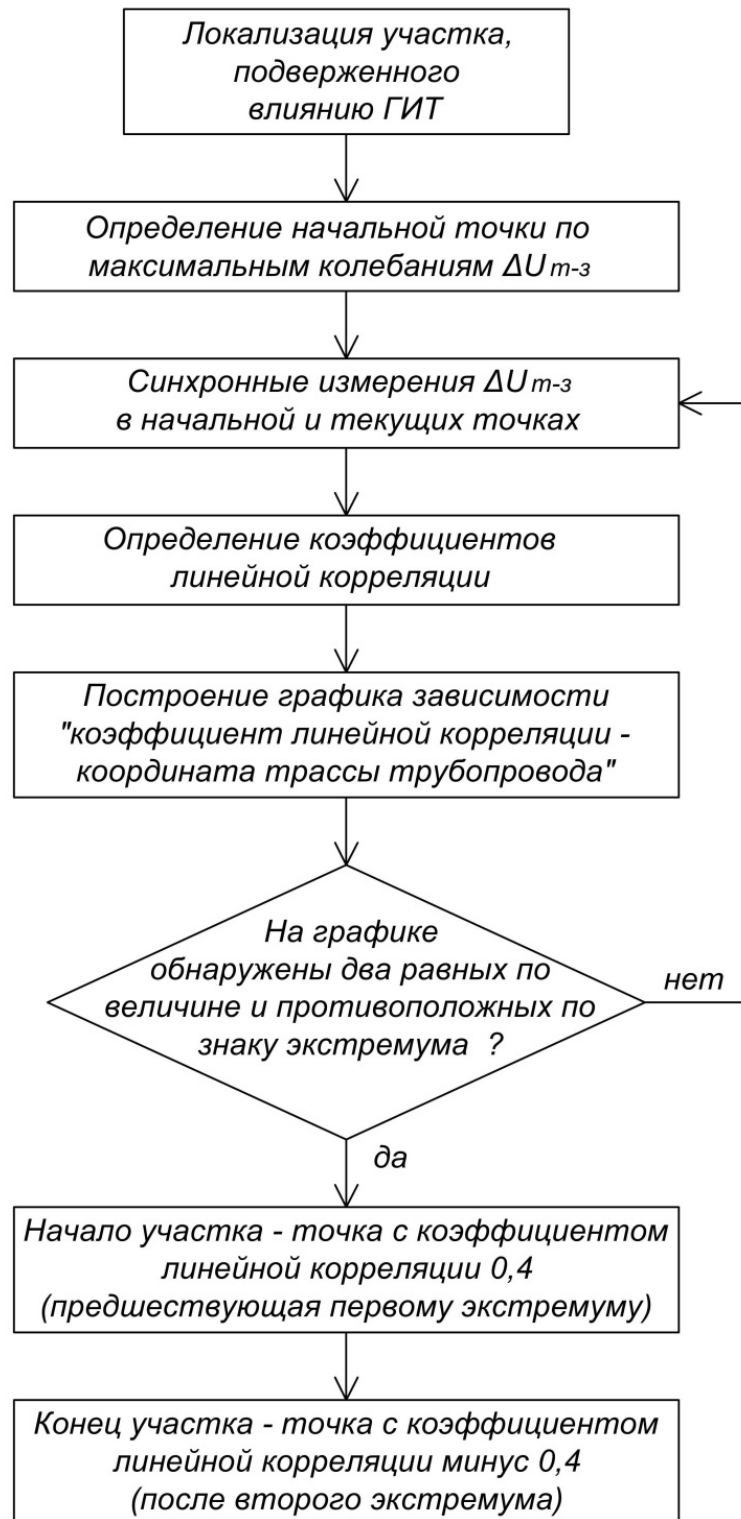 Локализация участка,
подверженного
влиянию ГИТ
Определение начальной точки по
максимальным колебаниям ΔU т-з
Синхронные измерения ΔU т-з
в начальной и текущих точках
Определение коэффициентов
линейной корреляции
Построение графика зависимости
"коэффициент линейной корреляции -
координата трассы трубопровода"
На графике
обнаружены два равных по
величине и противоположных по
знаку экстремума ?
нет
да
Начало участка - точка с коэффициентом
линейной корреляции 0,4
(предшествующая первому экстремуму)
Конец участка - точка с коэффициентом
линейной корреляции минус 0,4
(после второго экстремума)